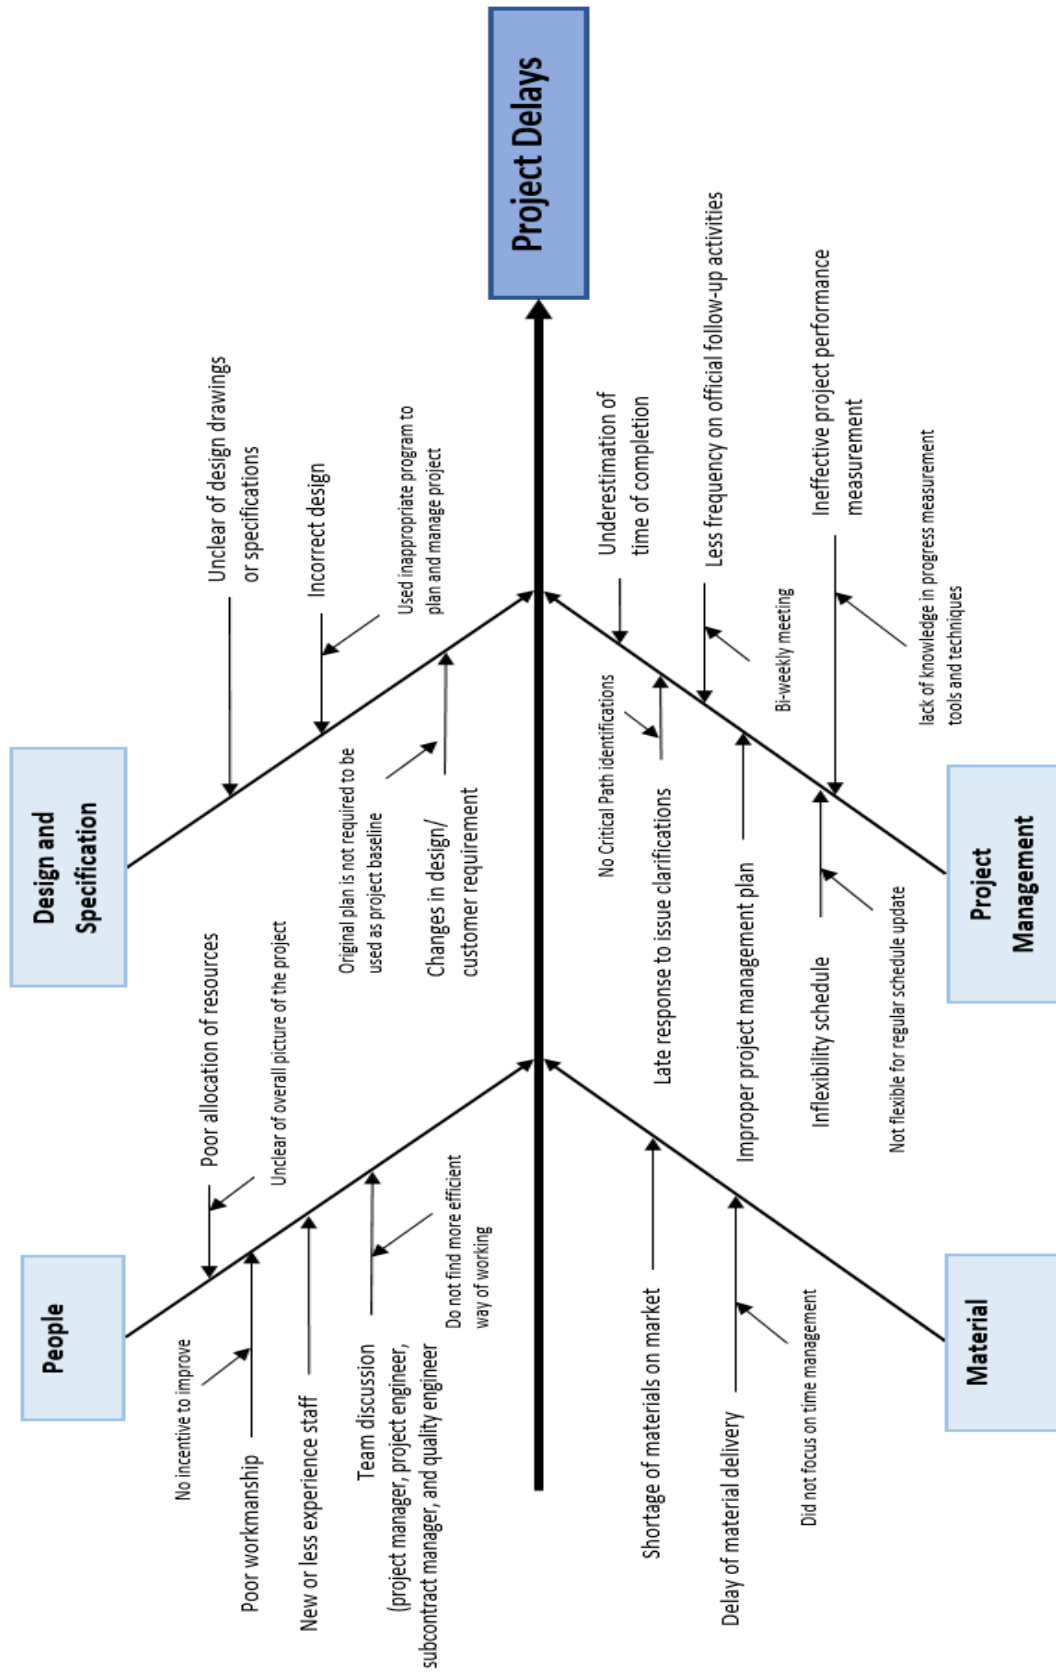 People
Design and
Specification
Poor allocation of resources
Unclear of overall picture of the project
No incentive to improve
Poor workmanship
New or less experience staff
Team discussion
(project manager, project engineer,
subcontract manager, and quality engineer
Do not find more efficient
way of working
Unclear of design drawings
or specifications
Incorrect design
Used inappropriate program to
plan and manage project
Original plan is not required to be
used as project baseline
Changes in design/
customer requirement
Project Delays
Shortage of materials on market
Delay of material delivery
Did not focus on time management
Material
Underestimation of
time of completion
No Critical Path identifications
Late response to issue clarifications
Less frequency on official follow-up activities
Bi-weekly meeting
Improper project management plan
Inflexibility schedule
Not flexible for regular schedule update
Ineffective project performance
measurement
lack of knowledge in progress measurement
tools and techniques
Project
Management